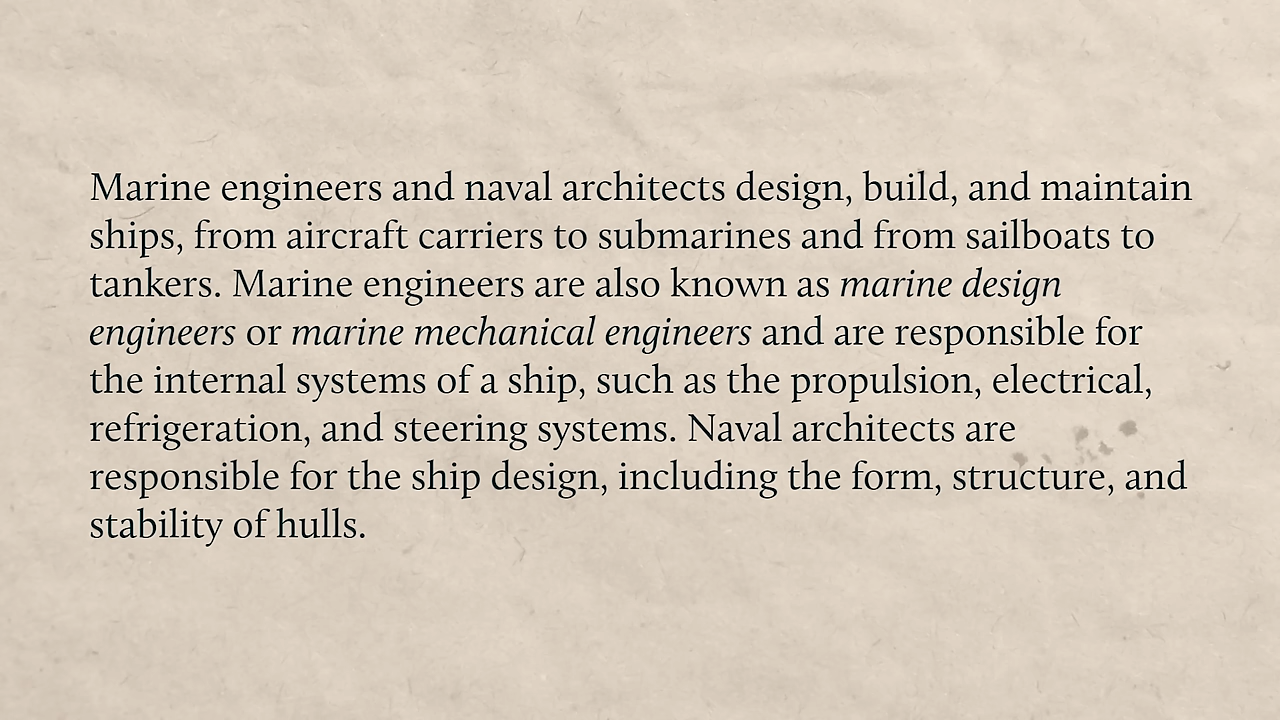 Marine engineers and naval architects design, build, and maintain
ships, from aircraft carriers to submarines and from sailboats to
tankers. Marine engineers are also known as marine design
engineers or marine mechanical engineers and are responsible for
the internal systems of a ship, such as the propulsion, electrical,
refrigeration, and steering systems. Naval architects are
responsible for the ship design, including the form, structure, and
stability of hulls.